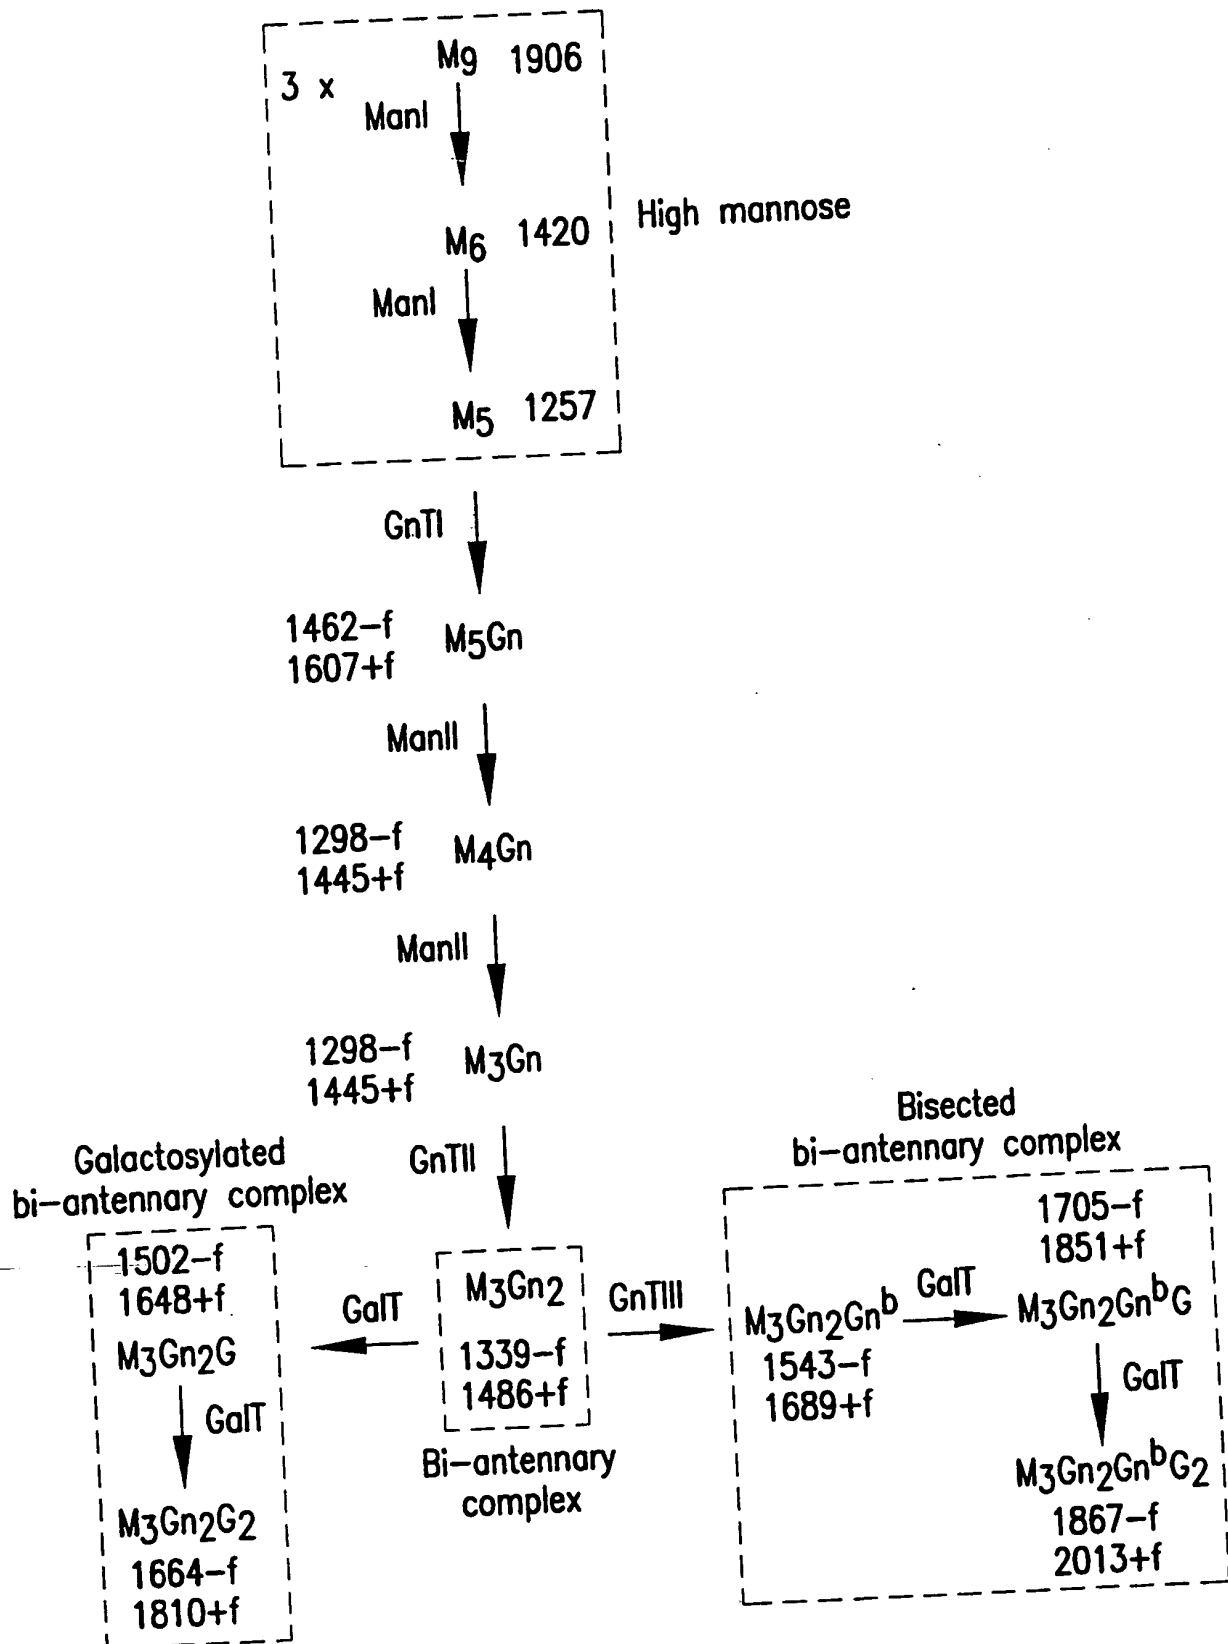 M9 1906
3 x
ManI
M6 1420
High mannose
ManI
M5 1257
GnTI
1462-f
1607+f
M5Gn
ManII
1298-f
1445+f
M4Gn
ManII
1298-f
1445+f
M3Gn
GnTII
Galactosylated
bi-antennary complex
1502-f
1648+f
M3Gn2G
GalT
M3Gn2G2
1664-f
1810+f
GalT
M3Gn2
1339-f
1486+f
Bi-antennary
complex
GnTIII
Bisected
bi-antennary complex
M3Gn2Gnb
1543-f
1689+f
GalT
1705-f
1851+f
M3Gn2GnbG
GalT
M3Gn2GnbG2
1867-f
2013+f